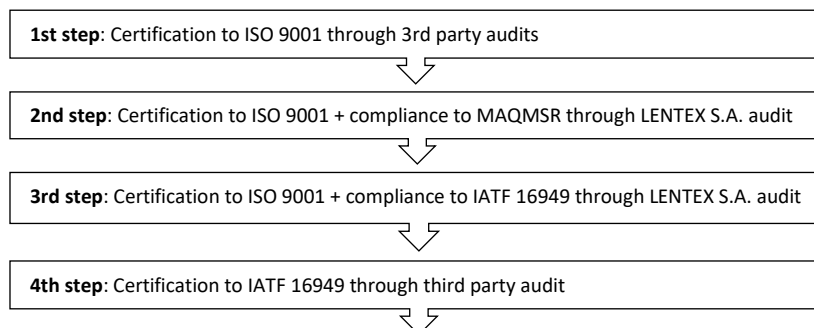 1st step: Certification to ISO 9001 through 3rd party audits
2nd step: Certification to ISO 9001 + compliance to MAQMSR through LENTEX S.A. audit
3rd step: Certification to ISO 9001 + compliance to IATF 16949 through LENTEX S.A. audit
4th step: Certification to IATF 16949 through third party audit